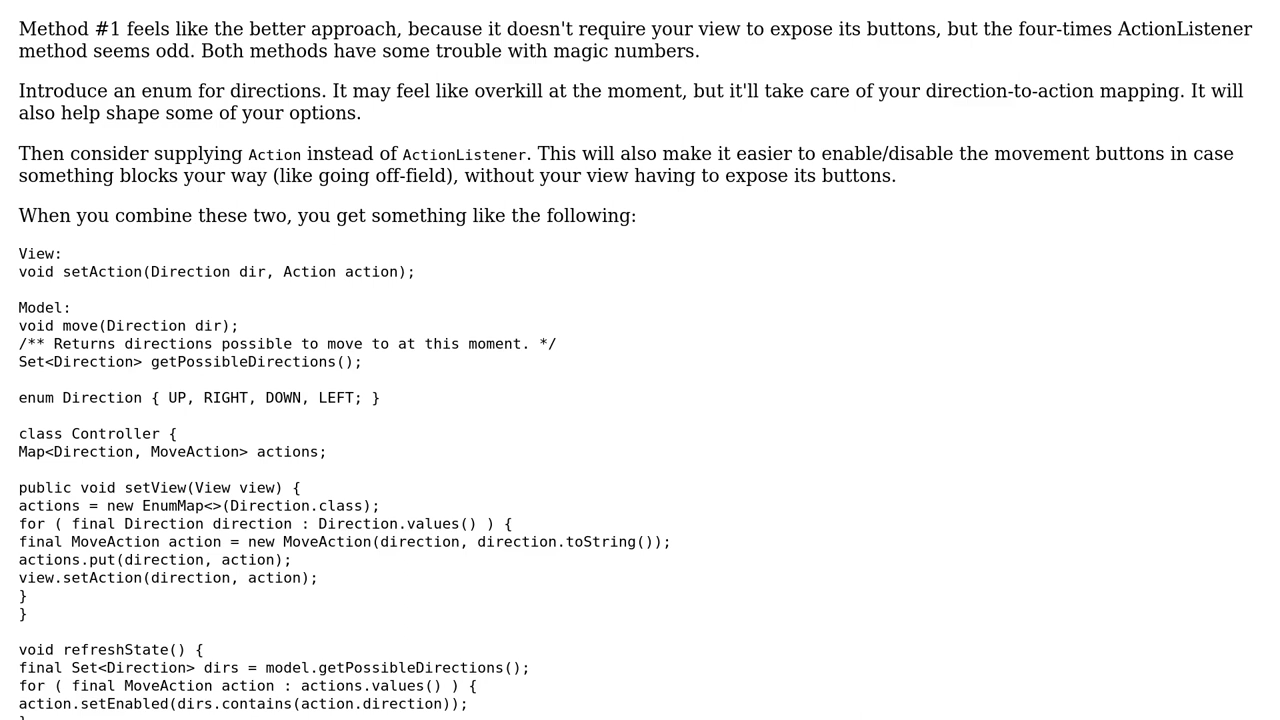 Method #1 feels like the better approach, because it doesn't require your view to expose its buttons, but the four-times ActionListener
method seems odd. Both methods have some trouble with magic numbers.
Introduce an enum for directions. It may feel like overkill at the moment, but it'll take care of your direction-to-action mapping. It will
also help shape some of your options.
Then consider supplying Action instead of ActionListener. This will also make it easier to enable/disable the movement buttons in case
something blocks your way (like going off-field), without your view having to expose its buttons.
When you combine these two, you get something like the following:
View:
void setAction(Direction dir, Action action);
Model:
void move(Direction dir);
/** Returns directions possible to move to at this moment. */
Set<Direction> getPossibleDirections();
enum Direction { UP, RIGHT, DOWN, LEFT; }
class Controller {
Map<Direction, MoveAction> actions;
public void setView(View view) {
actions = new EnumMap<>(Direction.class);
for ( final Direction direction : Direction.values() ) {
final MoveAction action = new MoveAction(direction, direction.toString());
actions.put(direction, action);
view.setAction(direction, action);
}
}
void refreshState() {
final Set<Direction> dirs = model.getPossibleDirections();
for ( final MoveAction action : actions.values() ) {
action.setEnabled(dirs.contains(action.direction));